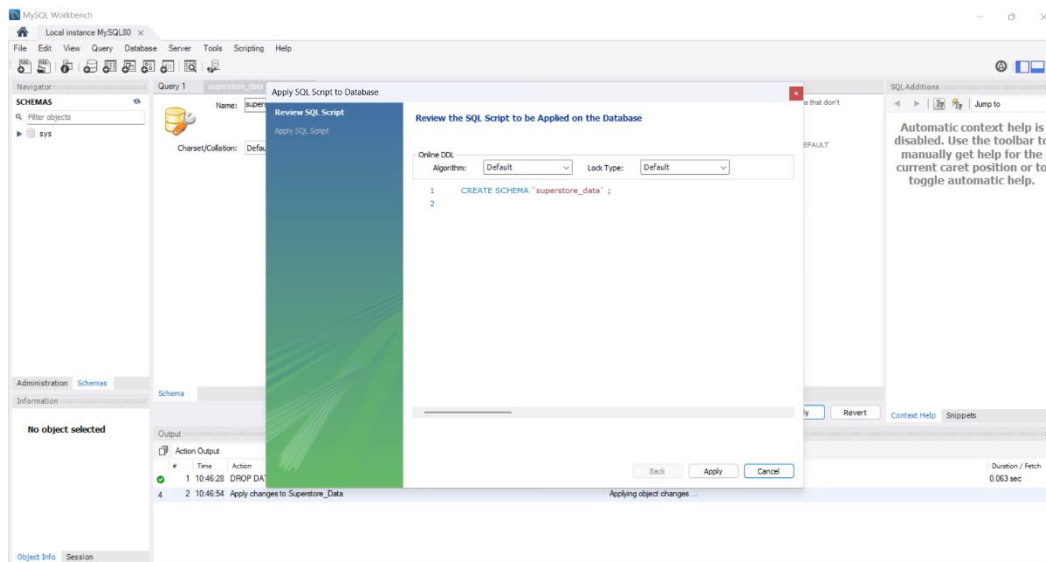 MySQL Workbench
Local instance MySQL80
File Edit View Query Database Server Tools Scripting Help
Navigator
SCHEMAS
Filter objects
sys
Administration Schemas
Information
No object selected
Object Info Session
Query 1 superstore_data
Name: super
Charset/Collation: Defau
Schema
s that don't
EFAULT
ly Revert
Apply SQL Script to Database
Review SQL Script
Apply SQL Script
Review the SQL Script to be Applied on the Database
Online DDL
Algorithm: Default Lock Type: Default
1 CREATE SCHEMA `superstore_data` ;
2
Back Apply Cancel
Output
Action Output
# Time Action Duration / Fetch
1 10:46:28 DROP DA 0.063 sec
2 10:46:54 Apply changes to Superstore_Data Applying object changes ...
SQLAdditions
Jump to
Automatic context help is
disabled. Use the toolbar to
manually get help for the
current caret position or to
toggle automatic help.
Context Help Snippets